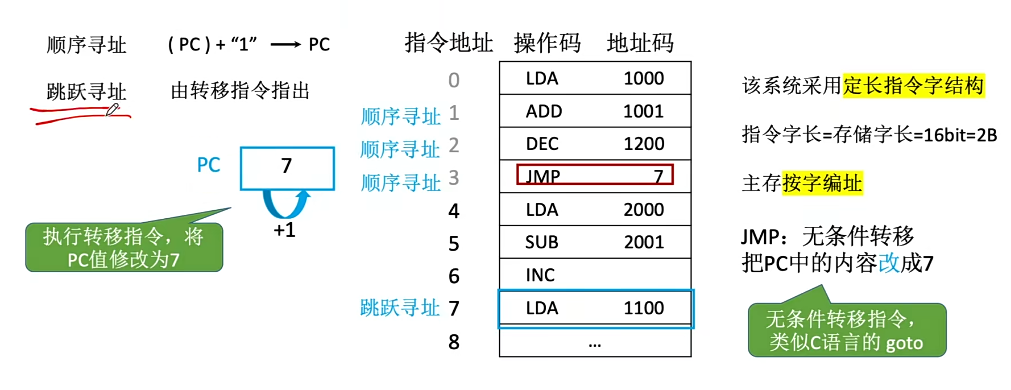 顺序寻址 (PC) + “1” → PC
跳跃寻址 由转移指令指出
PC 7
+1
执行转移指令，将
PC值修改为7
指令地址 操作码 地址码
0 LDA 1000
顺序寻址 1 ADD 1001
顺序寻址 2 DEC 1200
顺序寻址 3 JMP 7
4 LDA 2000
5 SUB 2001
6 INC
跳跃寻址 7 LDA 1100
8 …
该系统采用定长指令字结构
指令字长=存储字长=16bit=2B
主存按字编址
JMP：无条件转移
把PC中的内容改成7
无条件转移指令，
类似C语言的 goto